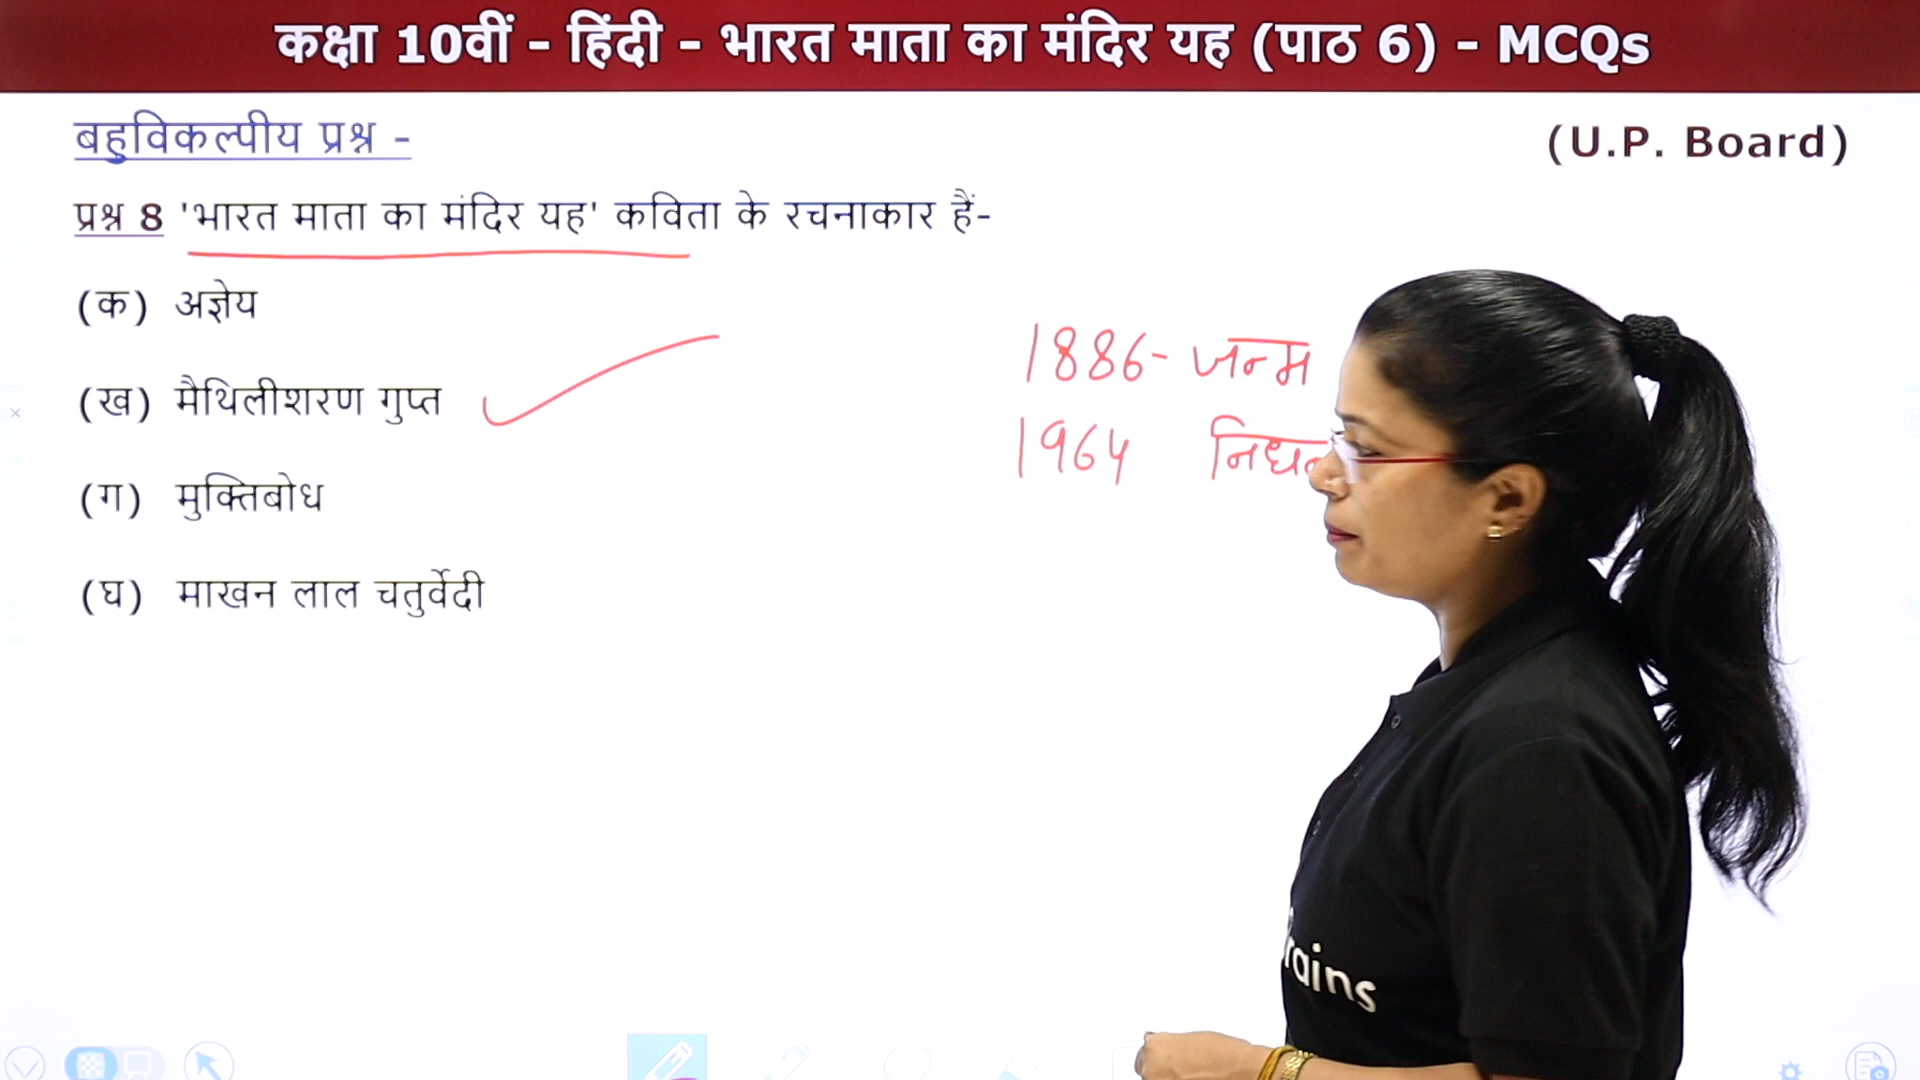 कक्षा 10वीं - हिंदी - भारत माता का मंदिर यह (पाठ 6) - MCQs
बहुविकल्पीय प्रश्न -
(U.P. Board)
प्रश्न 8 'भारत माता का मंदिर यह' कविता के रचनाकार हैं-
(क) अज्ञेय
(ख) मैथिलीशरण गुप्त
(ग) मुक्तिबोध
(घ) माखन लाल चतुर्वेदी
1886- जन्म
1964 निधन